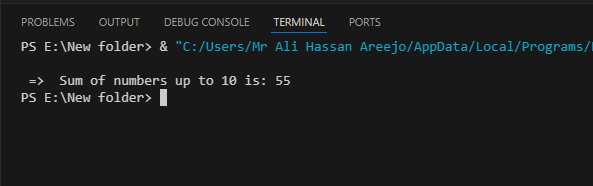 PROBLEMS OUTPUT DEBUG CONSOLE TERMINAL PORTS
PS E:\New folder> & "C:/Users/Mr Ali Hassan Areejo/AppData/Local/Programs/
=> Sum of numbers up to 10 is: 55
PS E:\New folder>